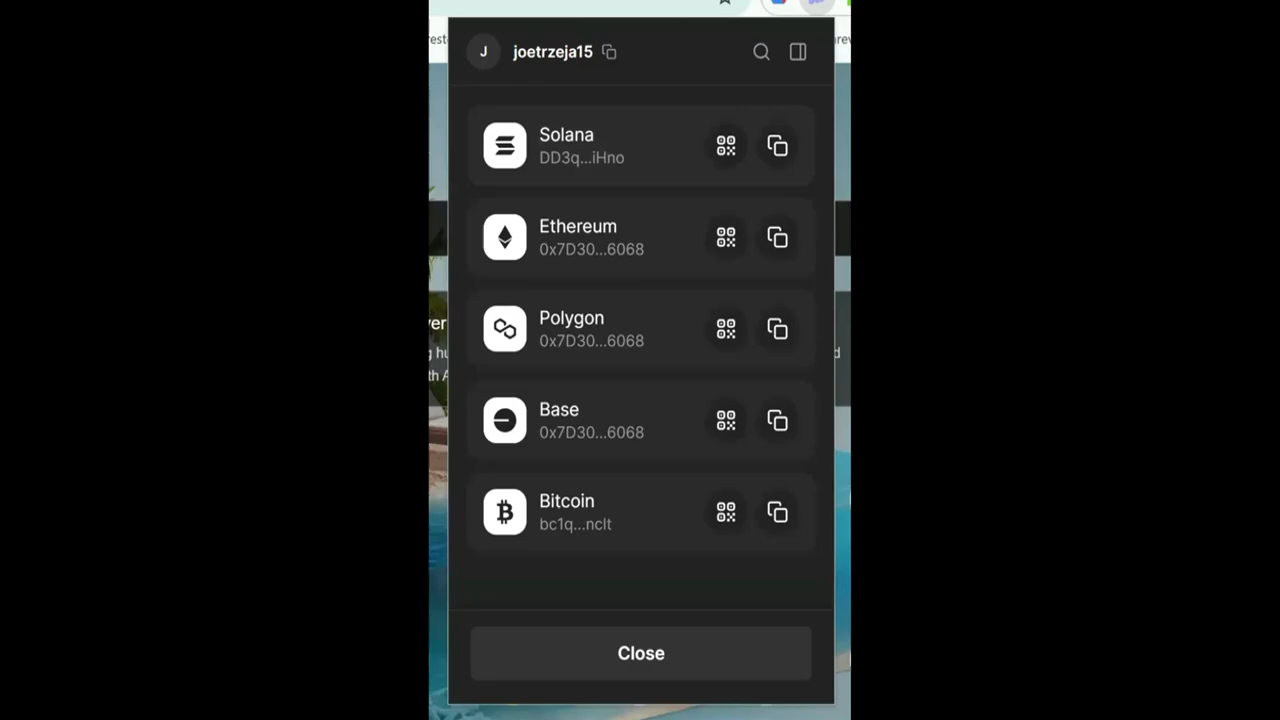 J joetrzeja15
Solana
DD3q...iHno
Ethereum
0x7D30...6068
Polygon
0x7D30...6068
Base
0x7D30...6068
Bitcoin
bc1q...nclt
Close